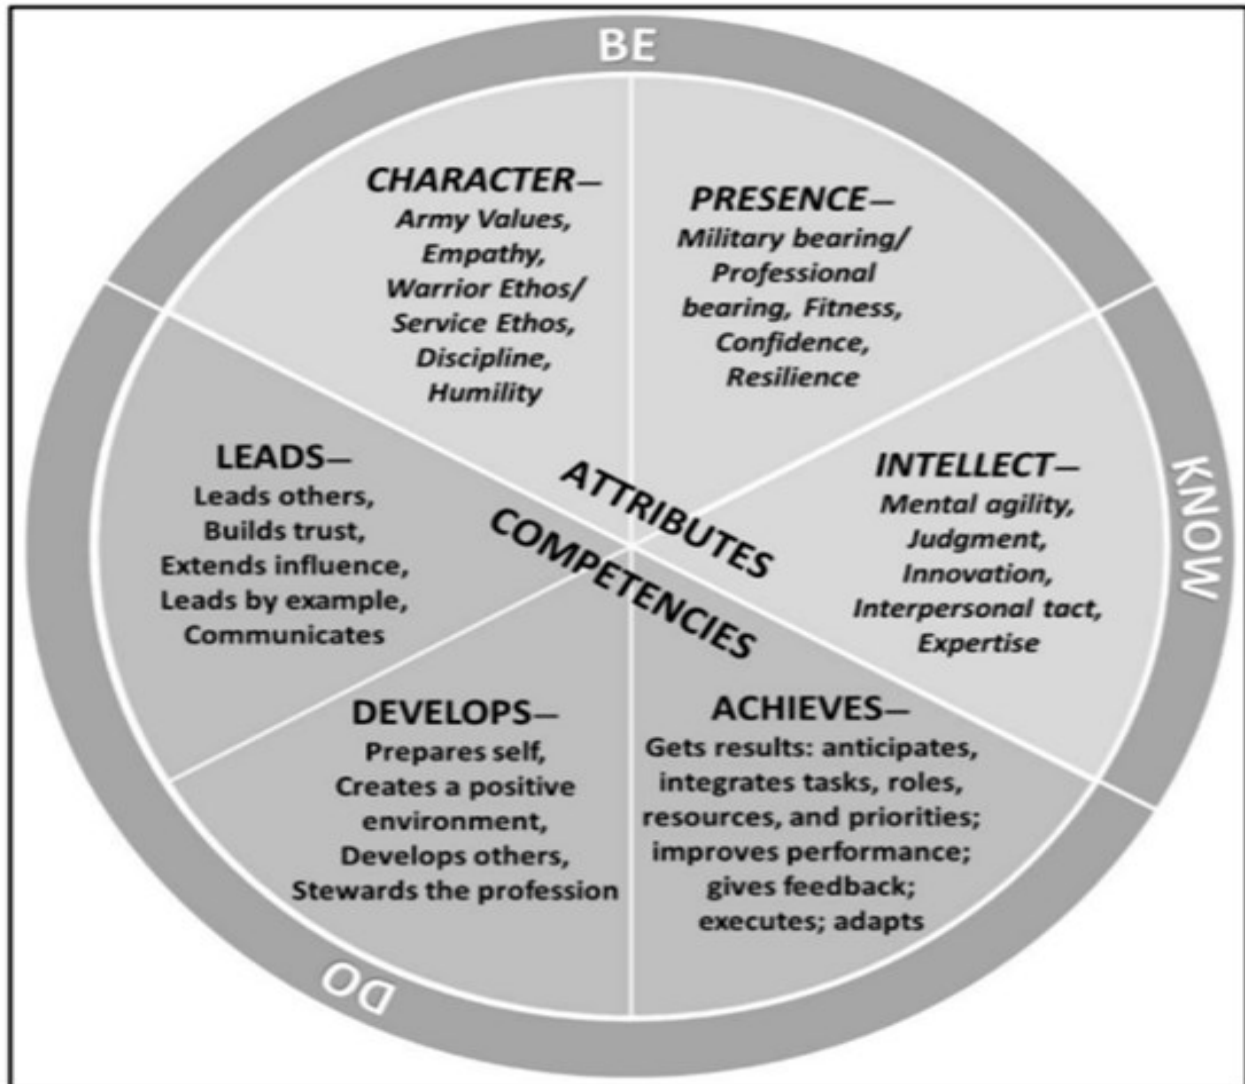 BE
CHARACTER—
Army Values,
Empathy,
Warrior Ethos/
Service Ethos,
Discipline,
Humility
PRESENCE—
Military bearing/
Professional
bearing, Fitness,
Confidence,
Resilience
LEADS—
Leads others,
Builds trust,
Extends influence,
Leads by example,
Communicates
ATTRIBUTES
COMPETENCIES
INTELLECT—
Mental agility,
Judgment,
Innovation,
Interpersonal tact,
Expertise
KNOW
DEVELOPS—
Prepares self,
Creates a positive
environment,
Develops others,
Stewards the profession
ACHIEVES—
Gets results: anticipates,
integrates tasks, roles,
resources, and priorities;
improves performance;
gives feedback;
executes; adapts
DO